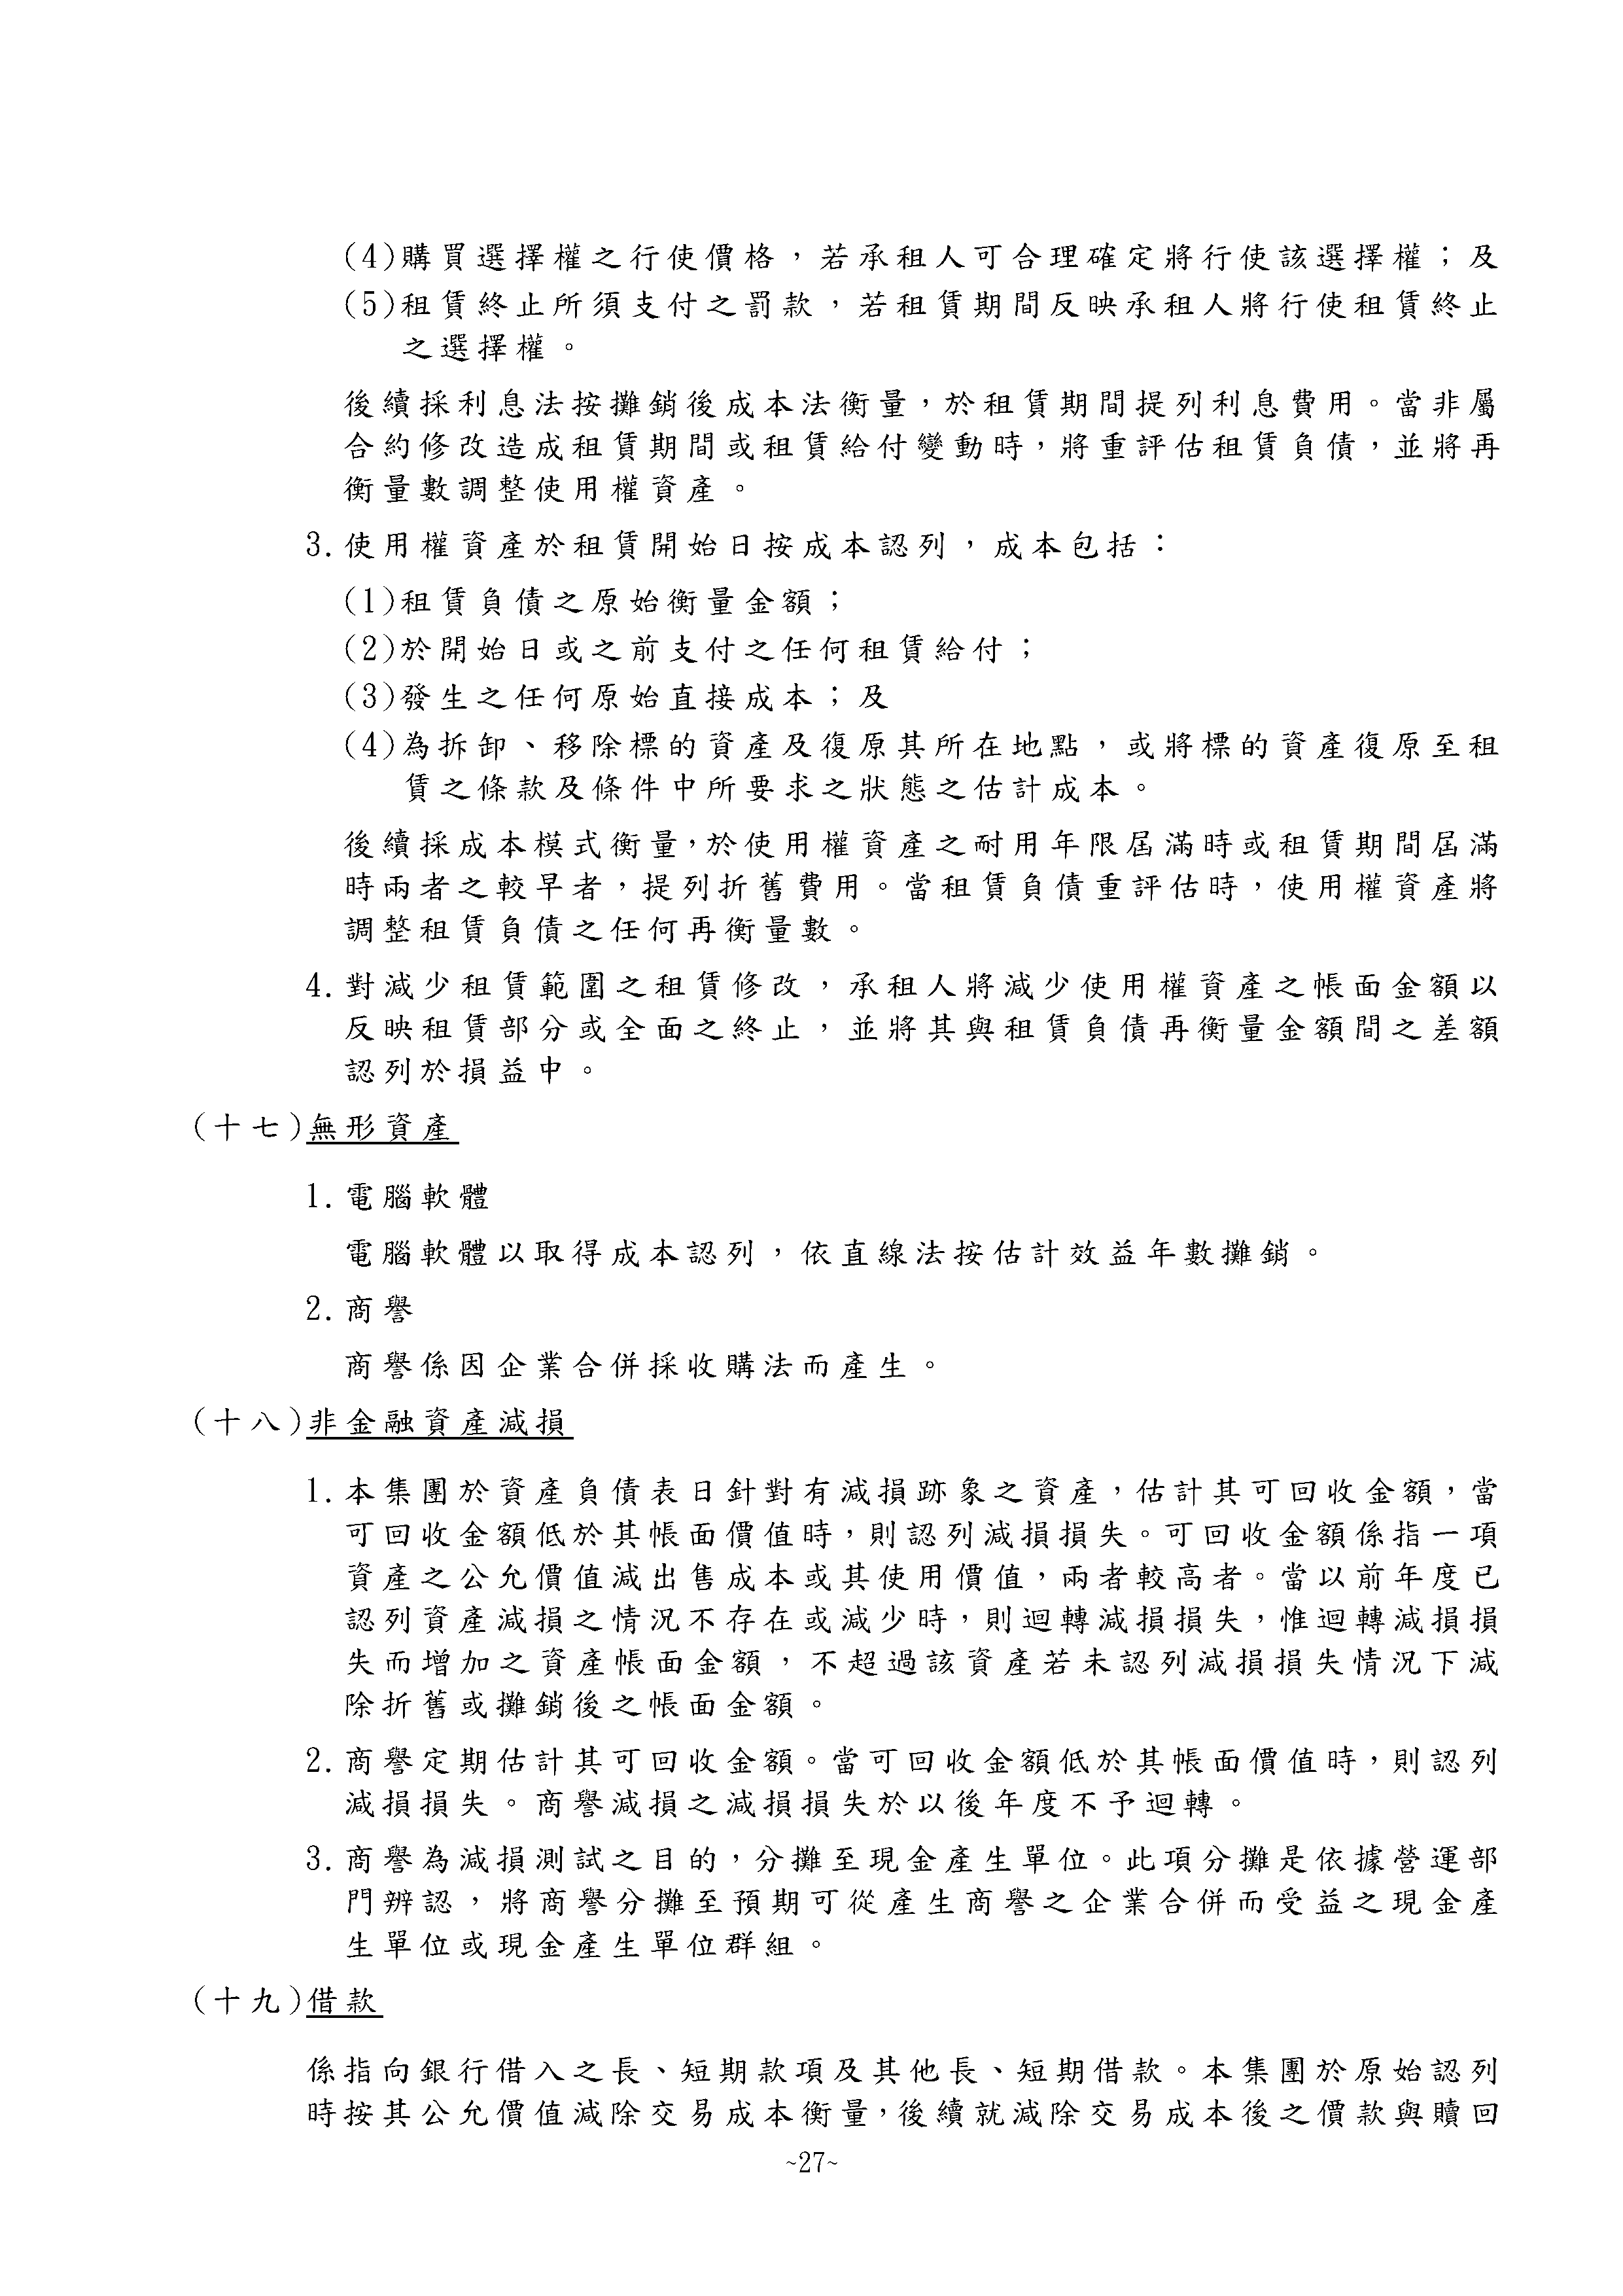 (4)購買選擇權之行使價格，若承租人可合理確定將行使該選擇權；及
(5)租賃終止所須支付之罰款，若租賃期間反映承租人將行使租賃終止
之選擇權。
後續採利息法按攤銷後成本法衡量，於租賃期間提列利息費用。當非屬
合約修改造成租賃期間或租賃給付變動時，將重評估租賃負債，並將再
衡量數調整使用權資產。
3.使用權資產於租賃開始日按成本認列，成本包括：
(1)租賃負債之原始衡量金額；
(2)於開始日或之前支付之任何租賃給付；
(3)發生之任何原始直接成本；及
(4)為拆卸、移除標的資產及復原其所在地點，或將標的資產復原至租
賃之條款及條件中所要求之狀態之估計成本。
後續採成本模式衡量，於使用權資產之耐用年限屆滿時或租賃期間屆滿
時兩者之較早者，提列折舊費用。當租賃負債重評估時，使用權資產將
調整租賃負債之任何再衡量數。
4.對減少租賃範圍之租賃修改，承租人將減少使用權資產之帳面金額以
反映租賃部分或全面之終止，並將其與租賃負債再衡量金額間之差額
認列於損益中。
(十七)無形資產
1.電腦軟體
電腦軟體以取得成本認列，依直線法按估計效益年數攤銷。
2.商譽
商譽係因企業合併採收購法而產生。
(十八)非金融資產減損
1.本集團於資產負債表日針對有減損跡象之資產，估計其可回收金額，當
可回收金額低於其帳面價值時，則認列減損損失。可回收金額係指一項
資產之公允價值減出售成本或其使用價值，兩者較高者。當以前年度已
認列資產減損之情況不存在或減少時，則迴轉減損損失，惟迴轉減損損
失而增加之資產帳面金額，不超過該資產若未認列減損損失情況下減
除折舊或攤銷後之帳面金額。
2.商譽定期估計其可回收金額。當可回收金額低於其帳面價值時，則認列
減損損失。商譽減損之減損損失於以後年度不予迴轉。
3.商譽為減損測試之目的，分攤至現金產生單位。此項分攤是依據營運部
門辨認，將商譽分攤至預期可從產生商譽之企業合併而受益之現金產
生單位或現金產生單位群組。
(十九)借款
係指向銀行借入之長、短期款項及其他長、短期借款。本集團於原始認列
時按其公允價值減除交易成本衡量，後續就減除交易成本後之價款與贖回
~27~